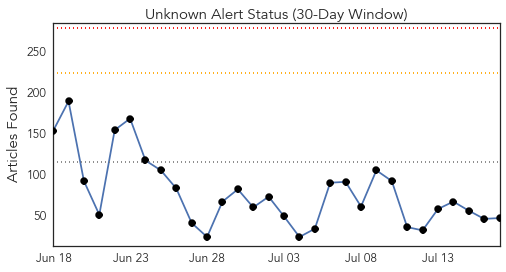 Unknown Alert Status (30-Day Window)
Articles Found
250
200
150
100
50
Jun 18
Jun 23
Jun 28
Jul 03
Jul 08
Jul 13